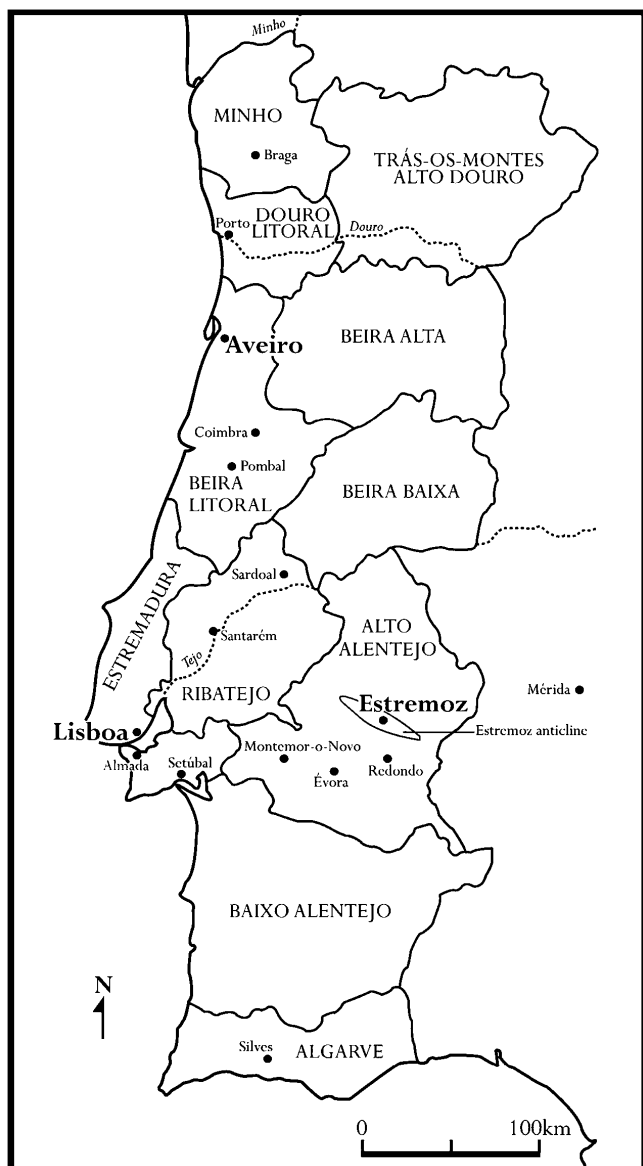 Minho
MINHO
Braga
TRÁS-OS-MONTES
ALTO DOURO
DOURO
LITORAL
Porto
Douro
Aveiro
BEIRA ALTA
Coimbra
Pombal
BEIRA
LITORAL
BEIRA BAIXA
ESTREMADURA
Sardoal
Santarém
Tejo
ALTO
ALENTEJO
RIBATEJO
Mérida
Estremoz
Estremoz anticline
Lisboa
Almada
Setúbal
Montemor-o-Novo
Évora
Redondo
BAIXO ALENTEJO
N
Silves
ALGARVE
0
100km